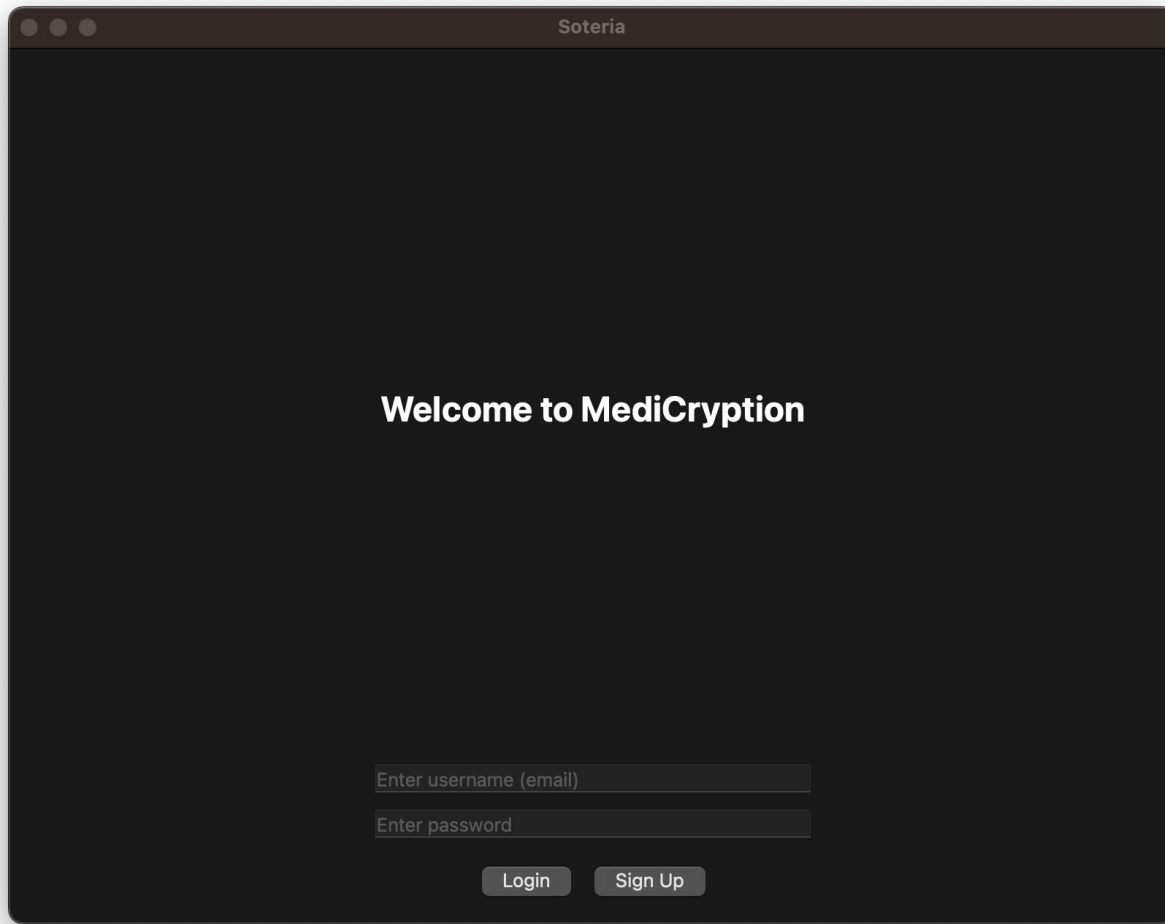 Soteria
Welcome to MediCryption
Enter username (email)
Enter password
Login Sign Up